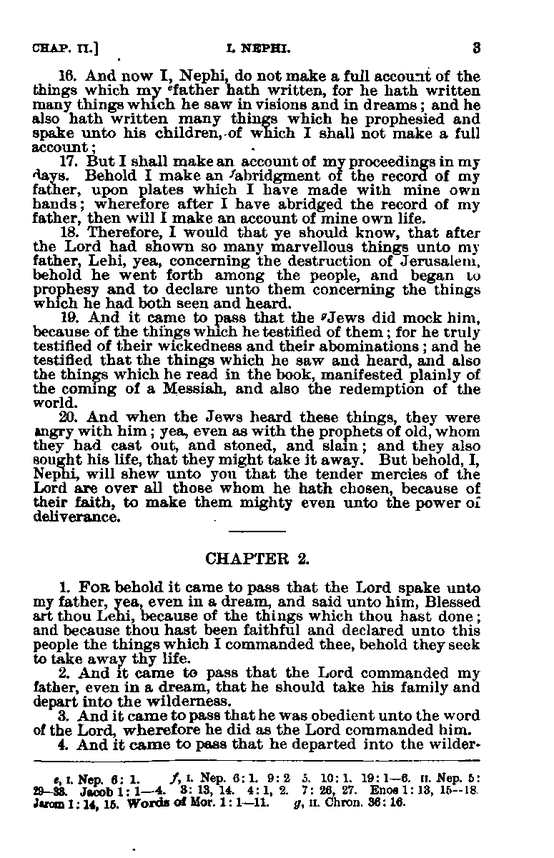 CHAP. II.] I. NEPHI. 3
16. And now I, Nephi, do not make a full account of the
things which my ᵉfather hath written, for he hath written
many things which he saw in visions and in dreams; and he
also hath written many things which he prophesied and
spake unto his children, of which I shall not make a full
account;
17. But I shall make an account of my proceedings in my
days. Behold I make an ᶠabridgment of the record of my
father, upon plates which I have made with mine own
hands; wherefore after I have abridged the record of my
father, then will I make an account of mine own life.
18. Therefore, I would that ye should know, that after
the Lord had shown so many marvellous things unto my
father, Lehi, yea, concerning the destruction of Jerusalem,
behold he went forth among the people, and began to
prophesy and to declare unto them concerning the things
which he had both seen and heard.
19. And it came to pass that the ᵍJews did mock him,
because of the things which he testified of them; for he truly
testified of their wickedness and their abominations; and he
testified that the things which he saw and heard, and also
the things which he read in the book, manifested plainly of
the coming of a Messiah, and also the redemption of the
world.
20. And when the Jews heard these things, they were
angry with him; yea, even as with the prophets of old, whom
they had cast out, and stoned, and slain; and they also
sought his life, that they might take it away. But behold, I,
Nephi, will shew unto you that the tender mercies of the
Lord are over all those whom he hath chosen, because of
their faith, to make them mighty even unto the power of
deliverance.
CHAPTER 2.
1. FOR behold it came to pass that the Lord spake unto
my father, yea, even in a dream, and said unto him, Blessed
art thou Lehi, because of the things which thou hast done;
and because thou hast been faithful and declared unto this
people the things which I commanded thee, behold they seek
to take away thy life.
2. And it came to pass that the Lord commanded my
father, even in a dream, that he should take his family and
depart into the wilderness.
3. And it came to pass that he was obedient unto the word
of the Lord, wherefore he did as the Lord commanded him.
4. And it came to pass that he departed into the wilder-
e, I. Nep. 6: 1. f, I. Nep. 6: 1. 9: 2 5. 10: 1. 19: 1—6. II. Nep. 5:
29—33. Jacob 1: 1—4. 3: 13, 14. 4: 1, 2. 7: 26, 27. Enos 1: 13, 15--18.
Jarom 1: 14, 15. Words of Mor. 1: 1—11. g, II. Chron. 36: 16.